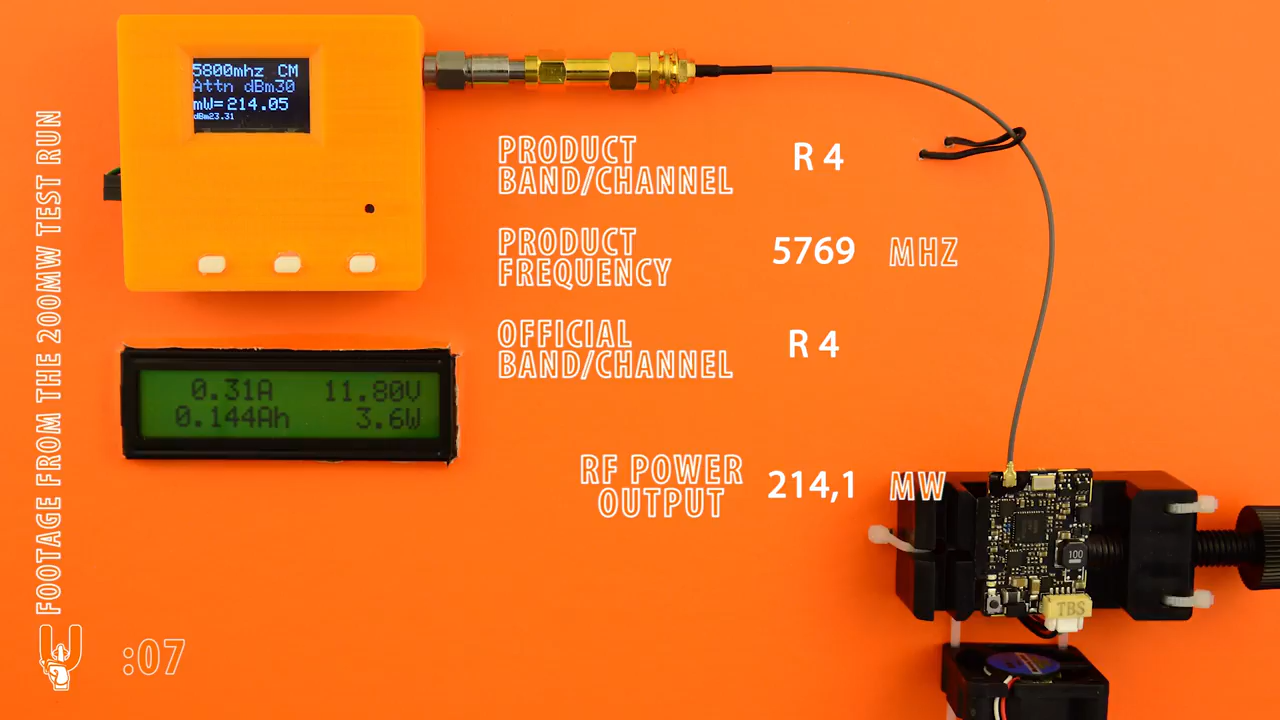 5800mhz CM
Attn dBm30
mW=214.05
dBm23.31
PRODUCT
BAND/CHANNEL
R 4
PRODUCT
FREQUENCY
5769 MHZ
OFFICIAL
BAND/CHANNEL
R 4
0.31A 11.80V
0.144Ah 3.6W
RF POWER
OUTPUT
214,1 MW
100
TBS
FOOTAGE FROM THE 200MW TEST RUN
:07